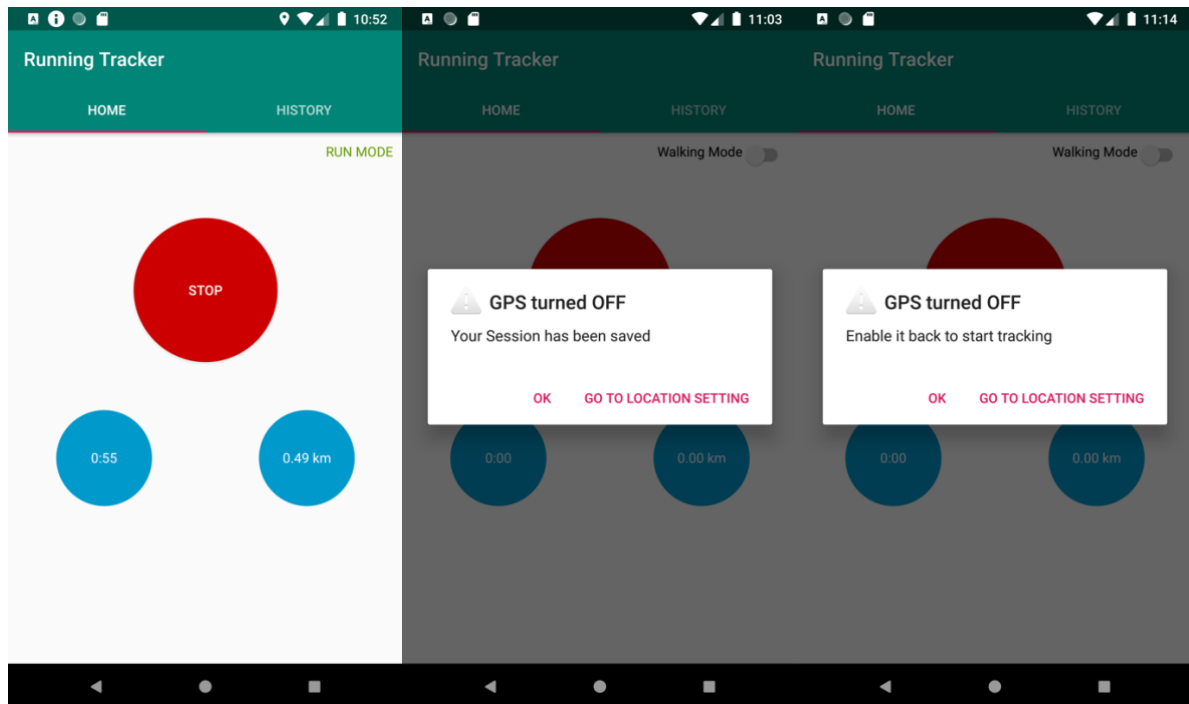 10:52
Running Tracker
HOME HISTORY
RUN MODE
STOP
0:55 0.49 km
11:03
Running Tracker
HOME HISTORY
Walking Mode
GPS turned OFF
Your Session has been saved
OK GO TO LOCATION SETTING
0:00 0.00 km
11:14
Running Tracker
HOME HISTORY
Walking Mode
GPS turned OFF
Enable it back to start tracking
OK GO TO LOCATION SETTING
0:00 0.00 km